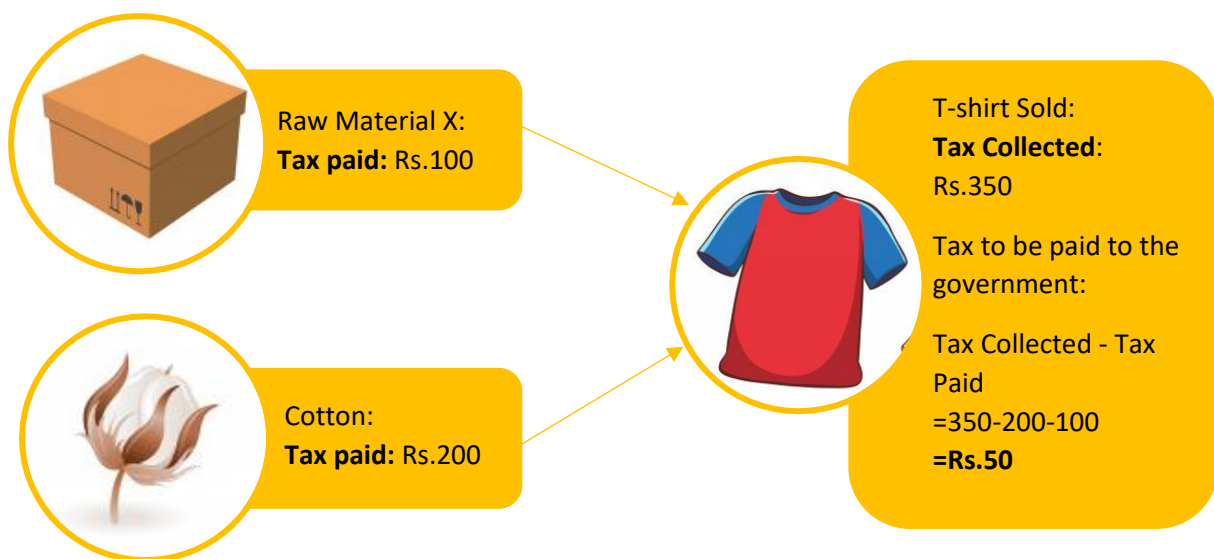 Raw Material X:
Tax paid: Rs.100
Cotton:
Tax paid: Rs.200
T-shirt Sold:
Tax Collected:
Rs.350
Tax to be paid to the
government:
Tax Collected - Tax
Paid
=350-200-100
=Rs.50